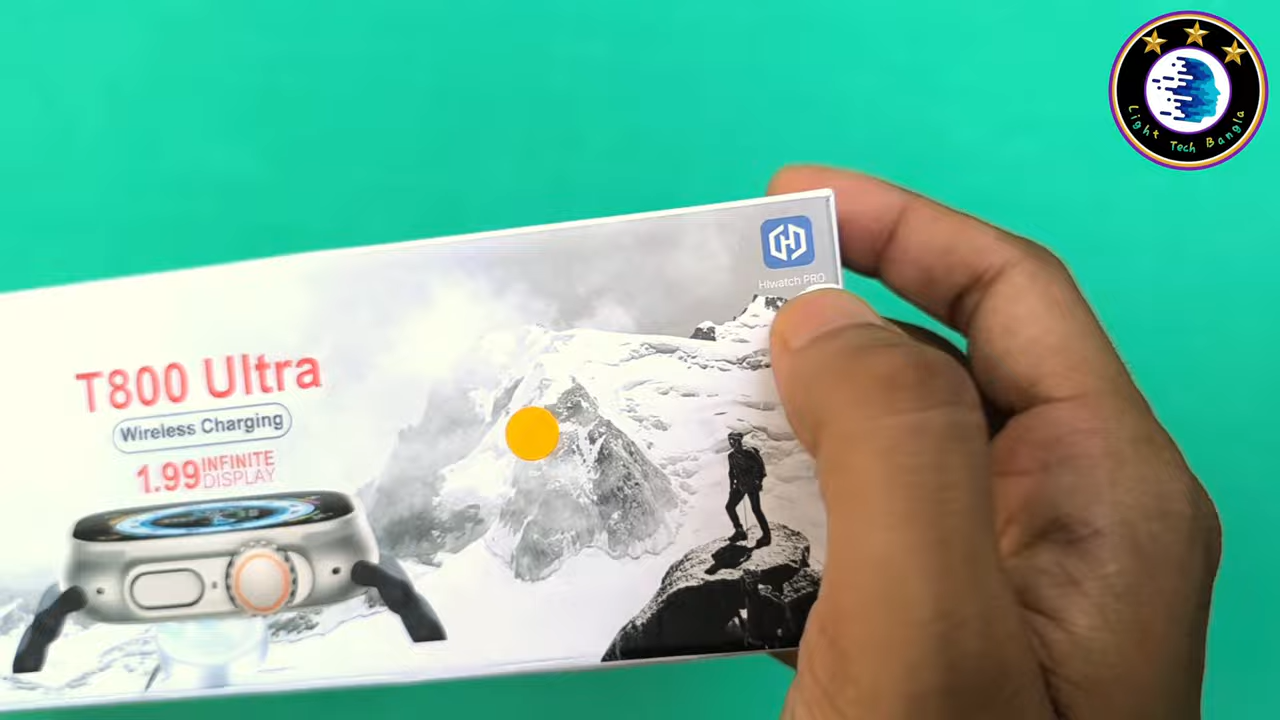 Light Tech Bangla
HIwatch PRO
T800 Ultra
Wireless Charging
1.99 INFINITE
DISPLAY